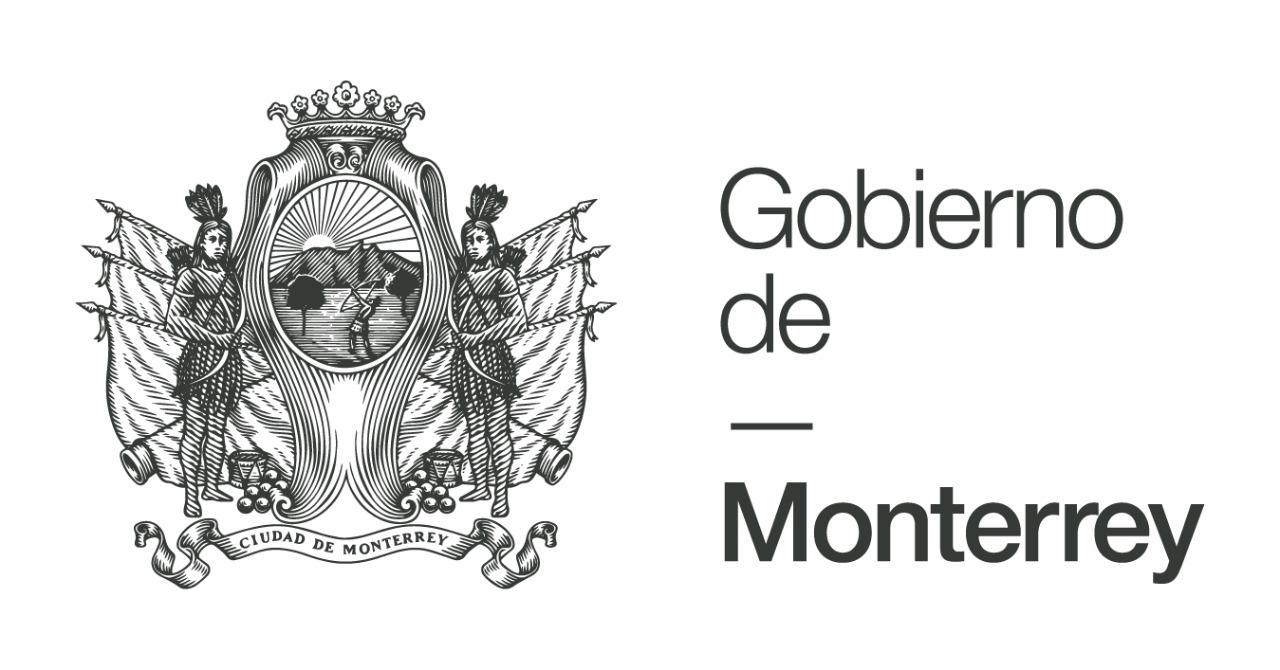 CIUDAD DE MONTERREY
Gobierno
de
—
Monterrey